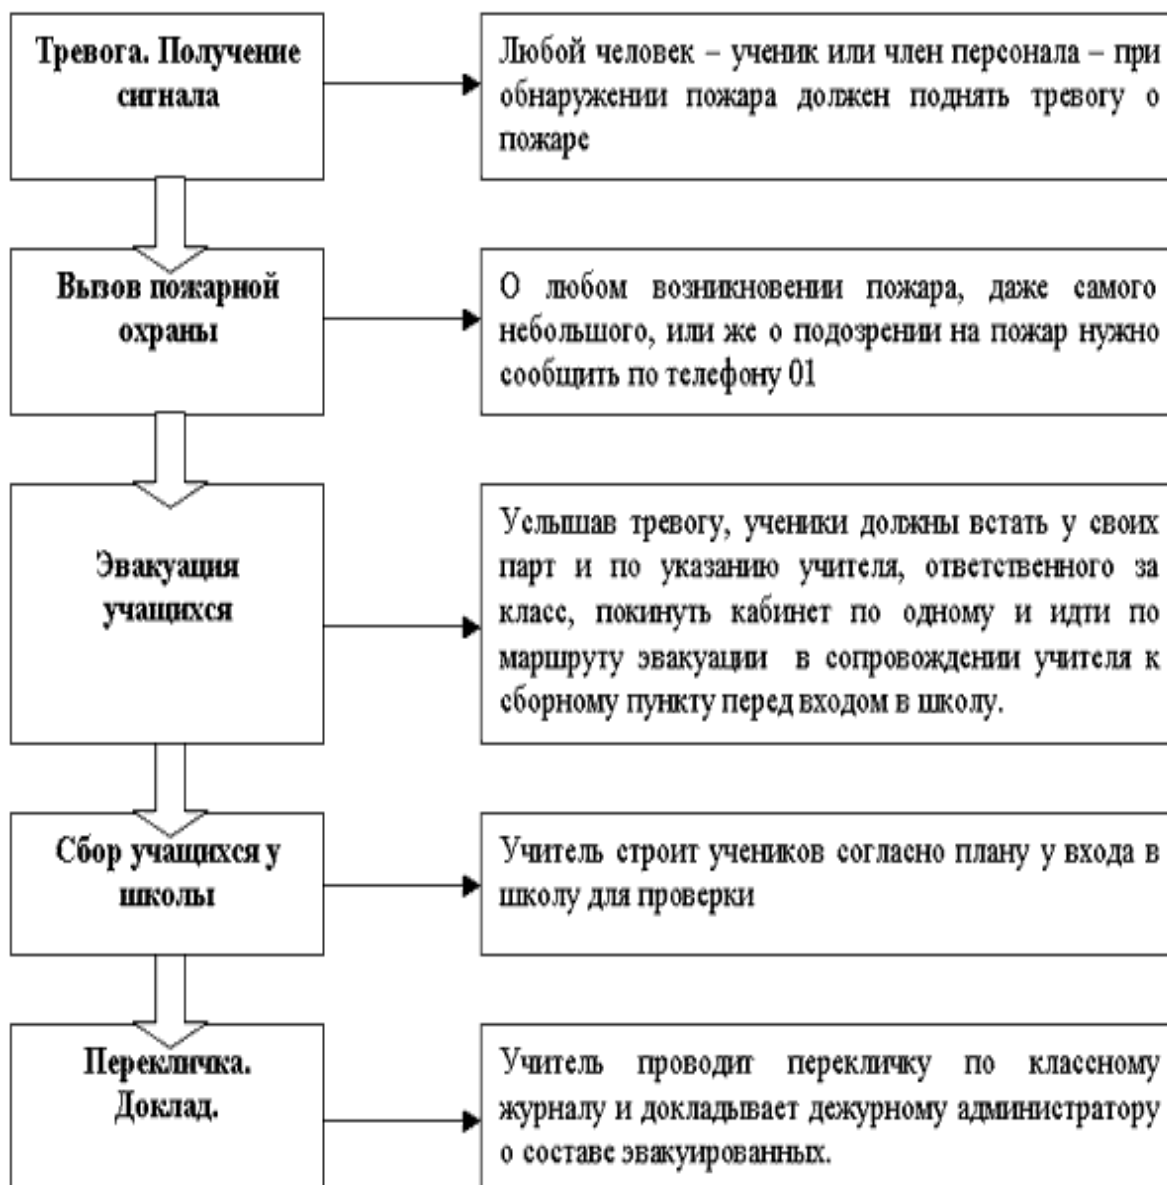 Тревога. Получение
сигнала
Любой человек – ученик или член персонала – при
обнаружении пожара должен поднять тревогу о
пожаре
Вызов пожарной
охраны
О любом возникновении пожара, даже самого
небольшого, или же о подозрении на пожар нужно
сообщить по телефону 01
Эвакуация
учащихся
Услышав тревогу, ученики должны встать у своих
парт и по указанию учителя, ответственного за
класс, покинуть кабинет по одному и идти по
маршруту эвакуации в сопровождении учителя к
сборному пункту перед входом в школу.
Сбор учащихся у
школы
Учитель строит учеников согласно плану у входа в
школу для проверки
Перекличка.
Доклад.
Учитель проводит перекличку по классному
журналу и докладывает дежурному администратору
о составе эвакуированных.